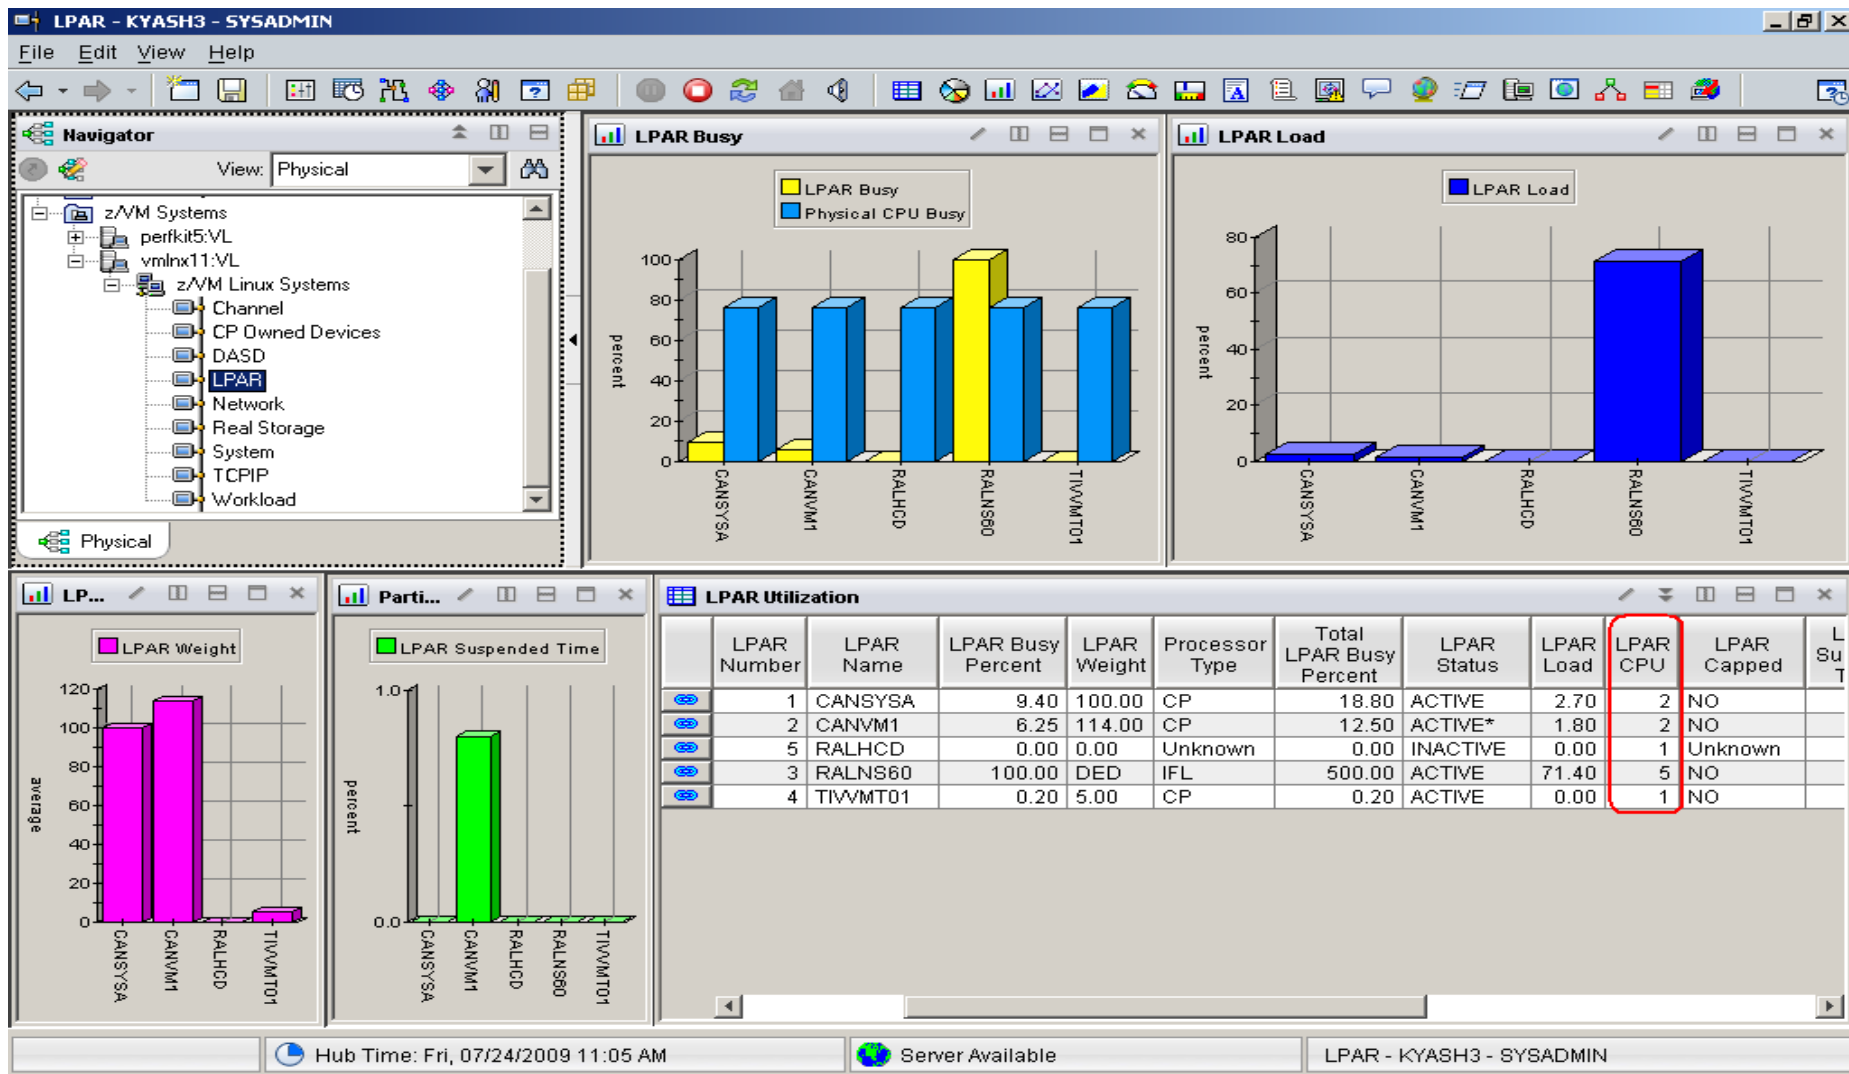 LPAR - KYASH3 - SYSADMIN
File Edit View Help
Navigator
View: Physical
z/VM Systems
perfkit5:VL
vmlnx11:VL
z/VM Linux Systems
Channel
CP Owned Devices
DASD
LPAR
Network
Real Storage
System
TCPIP
Workload
Physical
LPAR Busy
LPAR Busy
Physical CPU Busy
100
80
60
40
20
0
percent
CANSYSA
CANVM1
RALHCD
RALNS60
TIVVMT01
LPAR Load
LPAR Load
80
60
40
20
0
percent
CANSYSA
CANVM1
RALHCD
RALNS60
TIVVMT01
LP...
LPAR Weight
120
100
80
60
40
20
0
average
CANSYSA
CANVM1
RALHCD
TIVVMT01
Parti...
LPAR Suspended Time
1.0
0.0
percent
CANSYSA
CANVM1
RALHCD
RALNS60
TIVVMT01
LPAR Utilization
LPAR Number LPAR Name LPAR Busy Percent LPAR Weight Processor Type Total LPAR Busy Percent LPAR Status LPAR Load LPAR CPU LPAR Capped L Su T
1 CANSYSA 9.40 100.00 CP 18.80 ACTIVE 2.70 2 NO
2 CANVM1 6.25 114.00 CP 12.50 ACTIVE* 1.80 2 NO
5 RALHCD 0.00 0.00 Unknown 0.00 INACTIVE 0.00 1 Unknown
3 RALNS60 100.00 DED IFL 500.00 ACTIVE 71.40 5 NO
4 TIVVMT01 0.20 5.00 CP 0.20 ACTIVE 0.00 1 NO
Hub Time: Fri, 07/24/2009 11:05 AM
Server Available
LPAR - KYASH3 - SYSADMIN